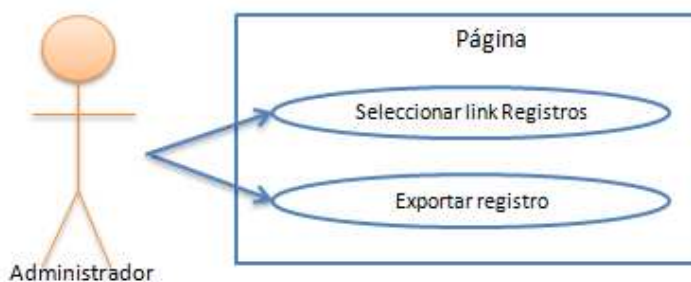 Página
Seleccionar link Registros
Exportar registro
Administrador